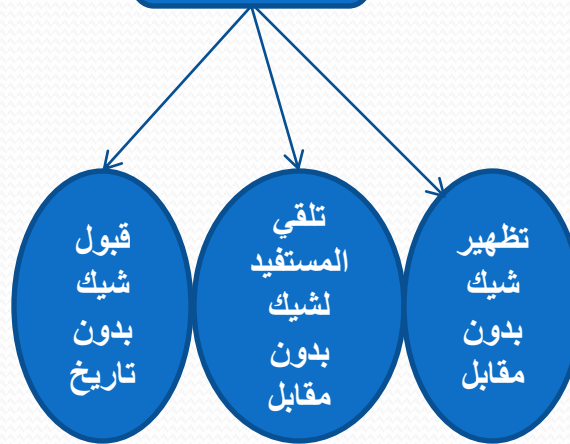 تظهير
شيك
بدون
مقابل
تلقي
المستفيد
لشيك
بدون
مقابل
قبول
شيك
بدون
تاريخ